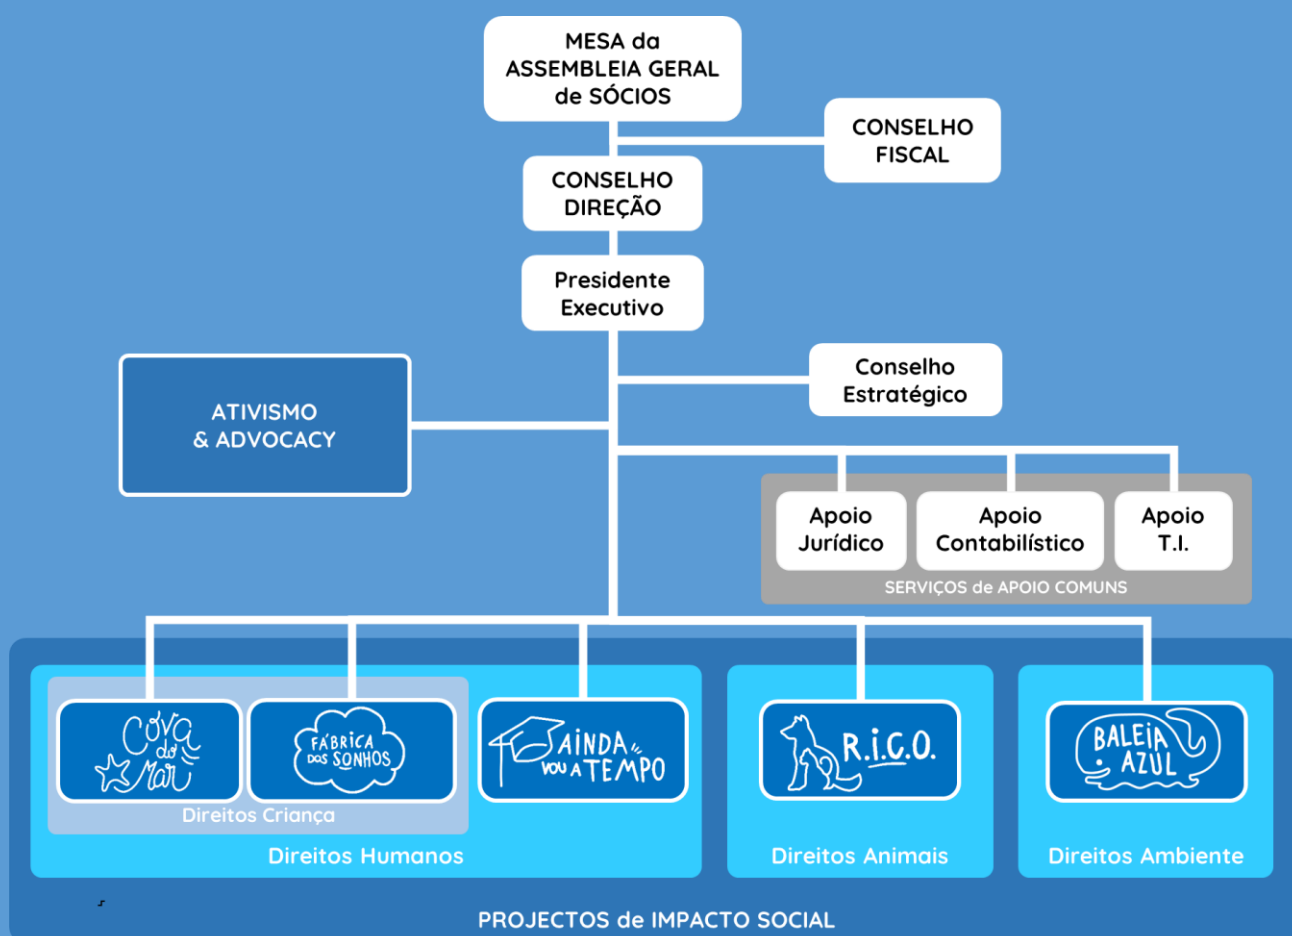 MESA da
ASSEMBLEIA GERAL
de SÓCIOS
CONSELHO
FISCAL
CONSELHO
DIREÇÃO
Presidente
Executivo
Conselho
Estratégico
ATIVISMO
& ADVOCACY
Apoio
Jurídico
Apoio
Contabilístico
Apoio
T.I.
SERVIÇOS de APOIO COMUNS
Cova
do
Mar
FÁBRICA
DOS SONHOS
AiNDA
VOU A TEMPO
R.i.C.O.
BALEiA
AZUL
Direitos Criança
Direitos Humanos
Direitos Animais
Direitos Ambiente
PROJECTOS de IMPACTO SOCIAL